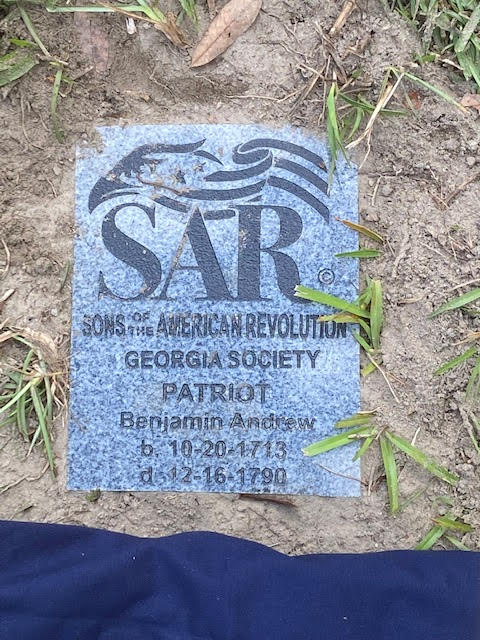 SAR ©
SONS OF THE AMERICAN REVOLUTION
GEORGIA SOCIETY
PATRIOT
Benjamin Andrew
b. 10-20-1713
d. 12-16-1790